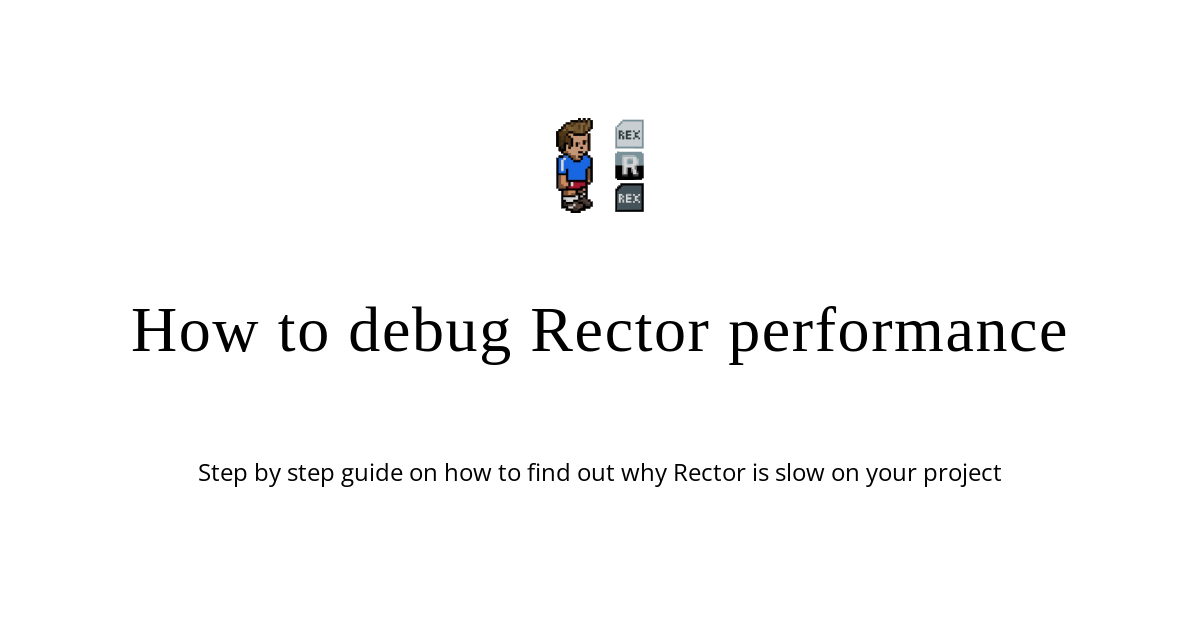 REX
R
REX
How to debug Rector performance
Step by step guide on how to find out why Rector is slow on your project